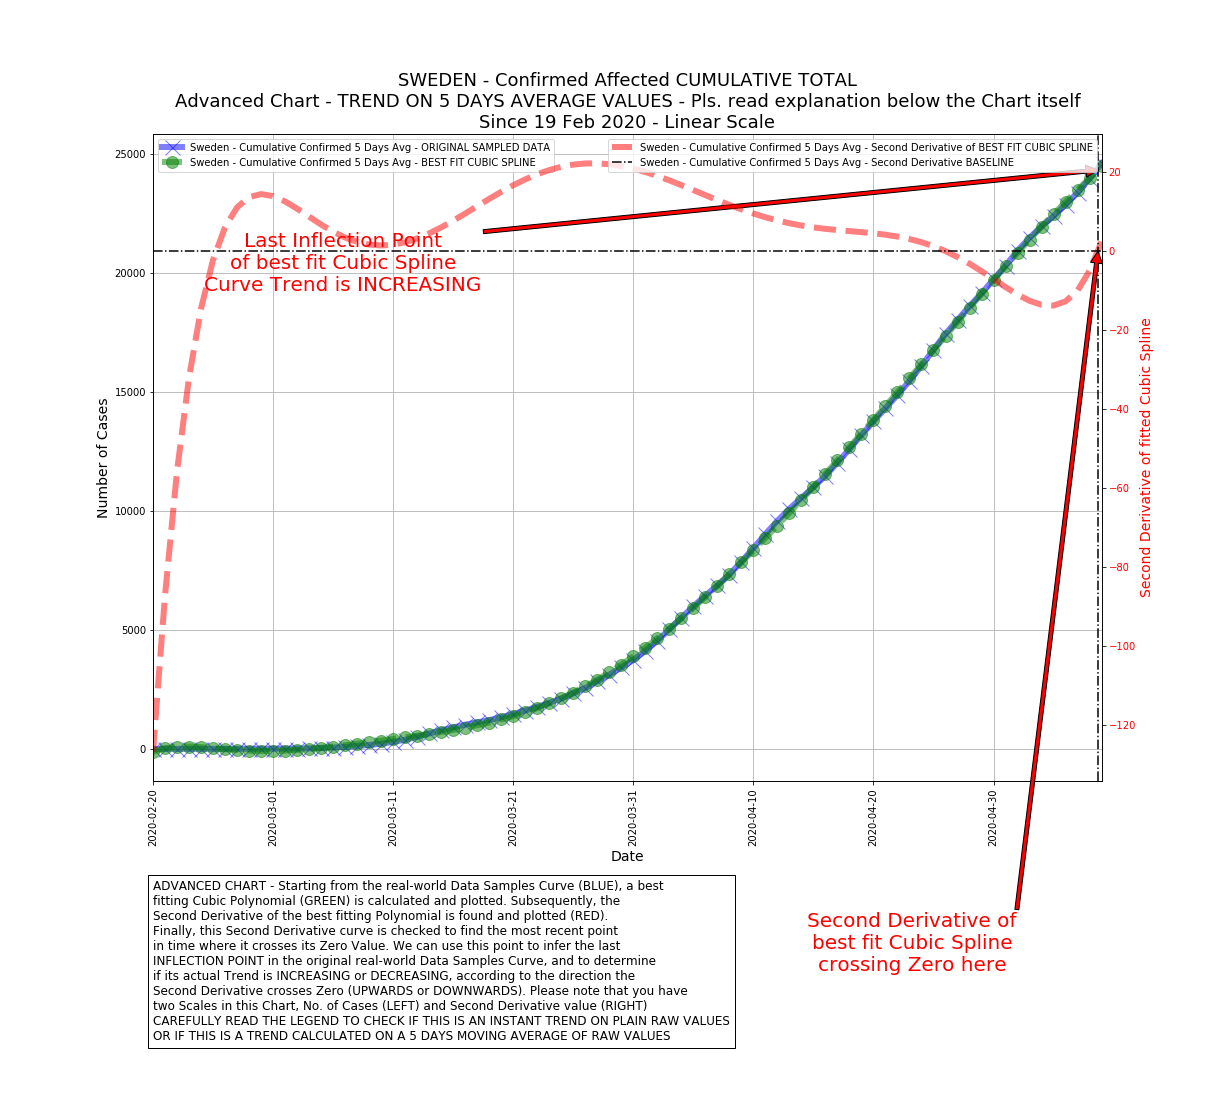 SWEDEN - Confirmed Affected CUMULATIVE TOTAL
Advanced Chart - TREND ON 5 DAYS AVERAGE VALUES - Pls. read explanation below the Chart itself
Since 19 Feb 2020 - Linear Scale
Sweden - Cumulative Confirmed 5 Days Avg - ORIGINAL SAMPLED DATA
Sweden - Cumulative Confirmed 5 Days Avg - BEST FIT CUBIC SPLINE
Sweden - Cumulative Confirmed 5 Days Avg - Second Derivative of BEST FIT CUBIC SPLINE
Sweden - Cumulative Confirmed 5 Days Avg - Second Derivative BASELINE
Last Inflection Point
of best fit Cubic Spline
Curve Trend is INCREASING
Number of Cases
25000
20000
15000
10000
5000
0
20
0
−20
−40
−60
−80
−100
−120
Second Derivative of fitted Cubic Spline
2020-02-20
2020-03-01
2020-03-11
2020-03-21
2020-03-31
2020-04-10
2020-04-20
2020-04-30
Date
Second Derivative of
best fit Cubic Spline
crossing Zero here
ADVANCED CHART - Starting from the real-world Data Samples Curve (BLUE), a best
fitting Cubic Polynomial (GREEN) is calculated and plotted. Subsequently, the
Second Derivative of the best fitting Polynomial is found and plotted (RED).
Finally, this Second Derivative curve is checked to find the most recent point
in time where it crosses its Zero Value. We can use this point to infer the last
INFLECTION POINT in the original real-world Data Samples Curve, and to determine
if its actual Trend is INCREASING or DECREASING, according to the direction the
Second Derivative crosses Zero (UPWARDS or DOWNWARDS). Please note that you have
two Scales in this Chart, No. of Cases (LEFT) and Second Derivative value (RIGHT)
CAREFULLY READ THE LEGEND TO CHECK IF THIS IS AN INSTANT TREND ON PLAIN RAW VALUES
OR IF THIS IS A TREND CALCULATED ON A 5 DAYS MOVING AVERAGE OF RAW VALUES